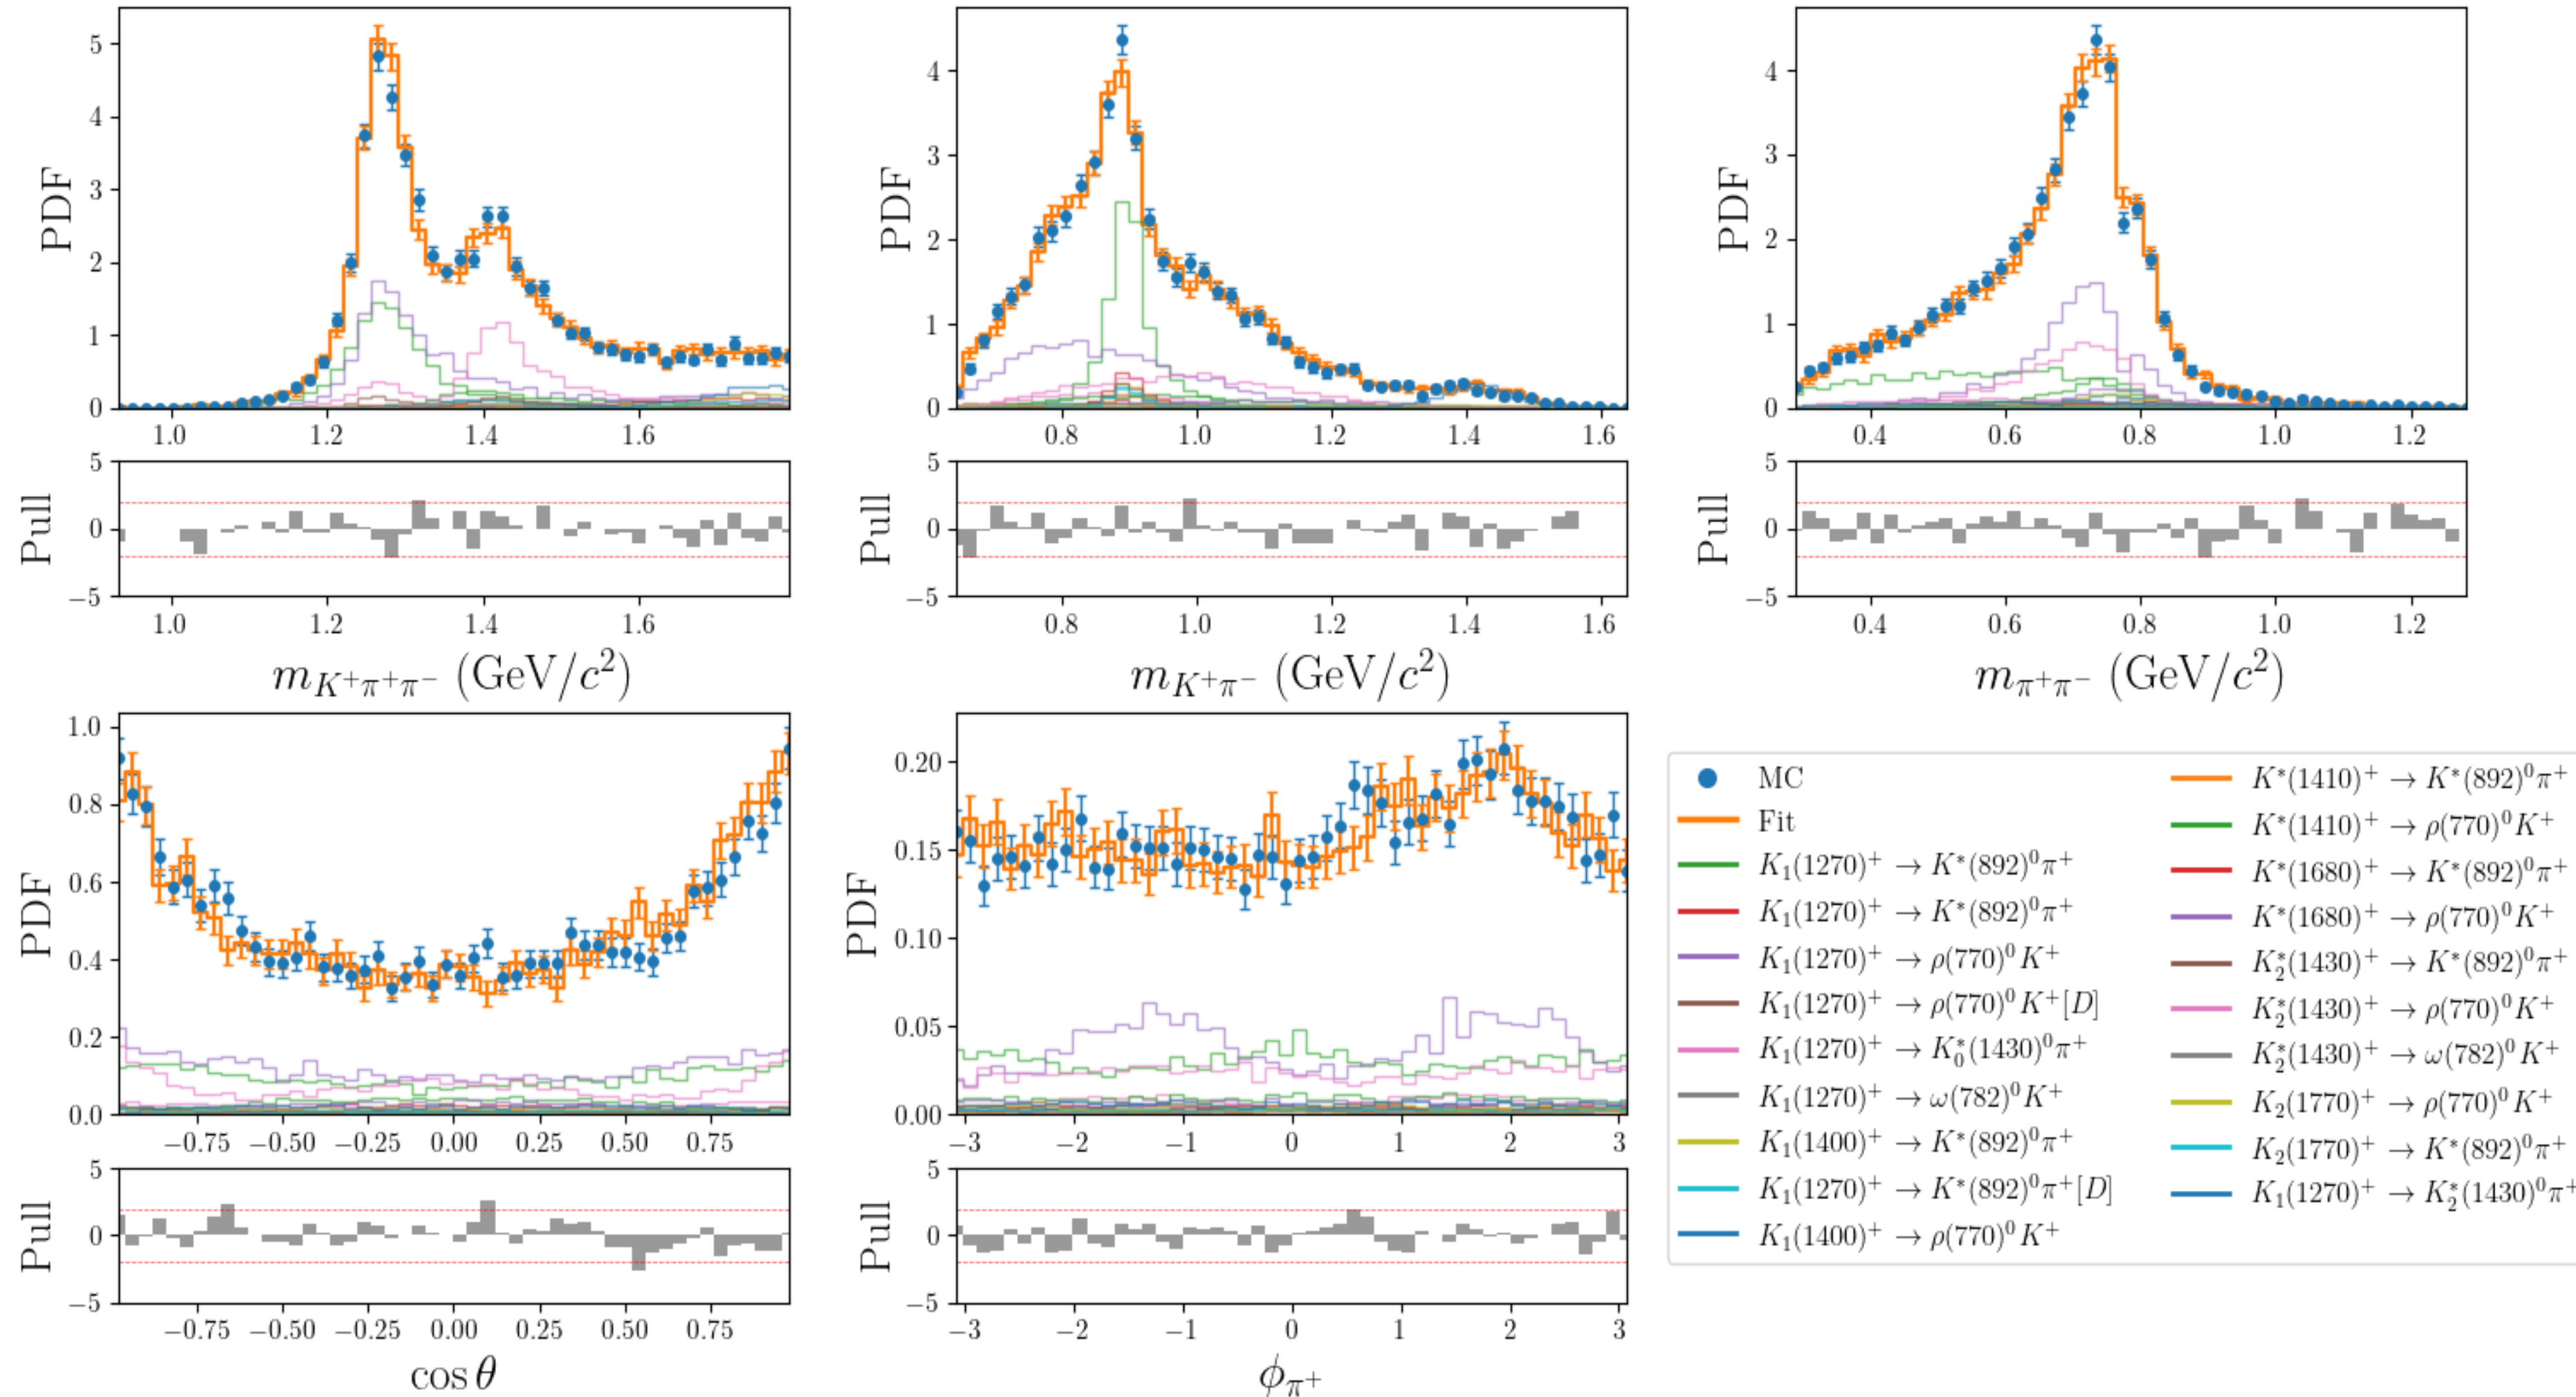 PDF
5
4
3
2
1
0
1.0 1.2 1.4 1.6
Pull
5
0
−5
1.0 1.2 1.4 1.6
m_{K⁺π⁺π⁻} (GeV/c²)
PDF
4
3
2
1
0
0.8 1.0 1.2 1.4 1.6
Pull
5
0
−5
0.8 1.0 1.2 1.4 1.6
m_{K⁺π⁻} (GeV/c²)
PDF
4
3
2
1
0
0.4 0.6 0.8 1.0 1.2
Pull
5
0
−5
0.4 0.6 0.8 1.0 1.2
m_{π⁺π⁻} (GeV/c²)
PDF
1.0
0.8
0.6
0.4
0.2
0.0
−0.75 −0.50 −0.25 0.00 0.25 0.50 0.75
Pull
5
0
−5
−0.75 −0.50 −0.25 0.00 0.25 0.50 0.75
cos θ
PDF
0.20
0.15
0.10
0.05
0.00
−3 −2 −1 0 1 2 3
Pull
5
0
−5
−3 −2 −1 0 1 2 3
ϕ_{π⁺}
MC
Fit
K₁(1270)⁺ → K*(892)⁰π⁺
K₁(1270)⁺ → K*(892)⁰π⁺
K₁(1270)⁺ → ρ(770)⁰K⁺
K₁(1270)⁺ → ρ(770)⁰K⁺[D]
K₁(1270)⁺ → K₀*(1430)⁰π⁺
K₁(1270)⁺ → ω(782)⁰K⁺
K₁(1400)⁺ → K*(892)⁰π⁺
K₁(1270)⁺ → K*(892)⁰π⁺[D]
K₁(1400)⁺ → ρ(770)⁰K⁺
K*(1410)⁺ → K*(892)⁰π⁺
K*(1410)⁺ → ρ(770)⁰K⁺
K*(1680)⁺ → K*(892)⁰π⁺
K*(1680)⁺ → ρ(770)⁰K⁺
K₂*(1430)⁺ → K*(892)⁰π⁺
K₂*(1430)⁺ → ρ(770)⁰K⁺
K₂*(1430)⁺ → ω(782)⁰K⁺
K₂(1770)⁺ → ρ(770)⁰K⁺
K₂(1770)⁺ → K*(892)⁰π⁺
K₁(1270)⁺ → K₂*(1430)⁰π⁺